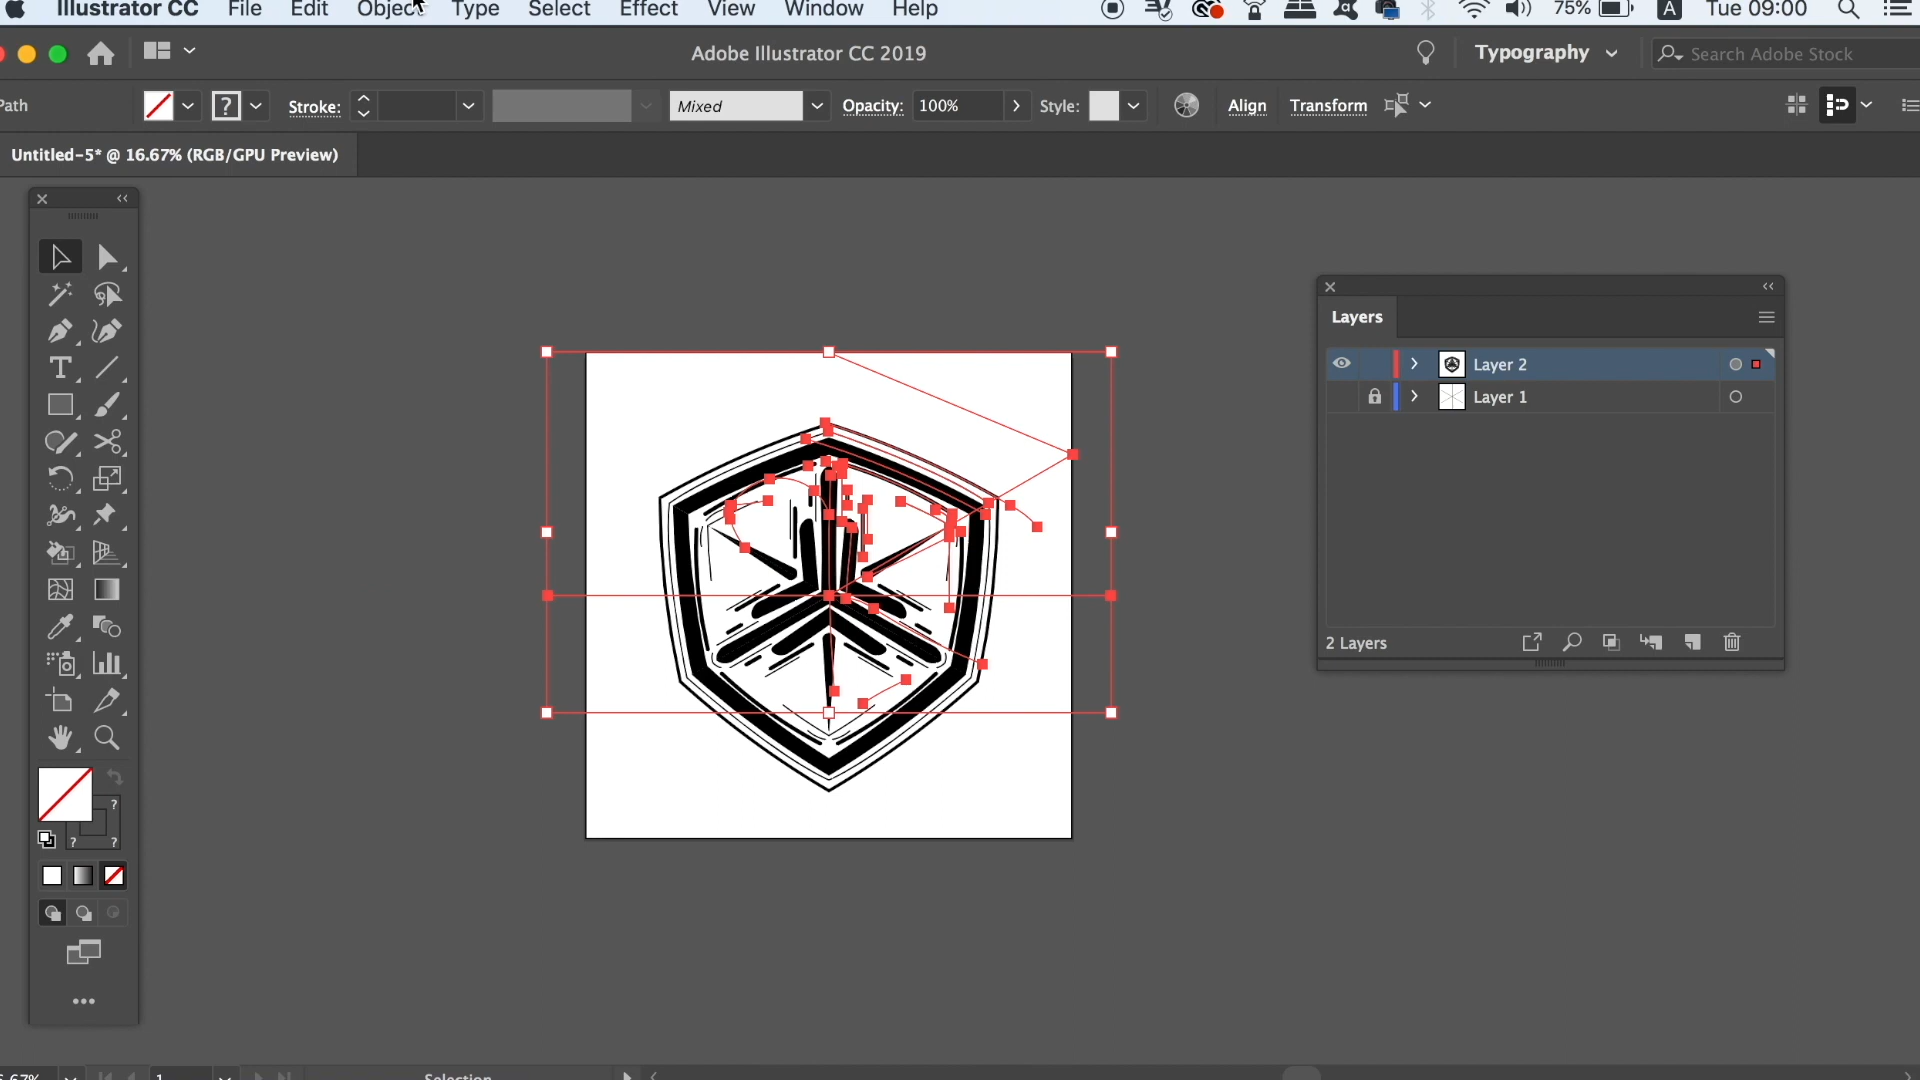 Illustrator CC File Edit Object Type Select Effect View Window Help 75% A Tue 09:00
Adobe Illustrator CC 2019 Typography Search Adobe Stock
Path ? Stroke: Mixed Opacity: 100% Style: Align Transform
Untitled-5* @ 16.67% (RGB/GPU Preview)
Layers
Layer 2
Layer 1
2 Layers
T
?
? ?
1 Selection